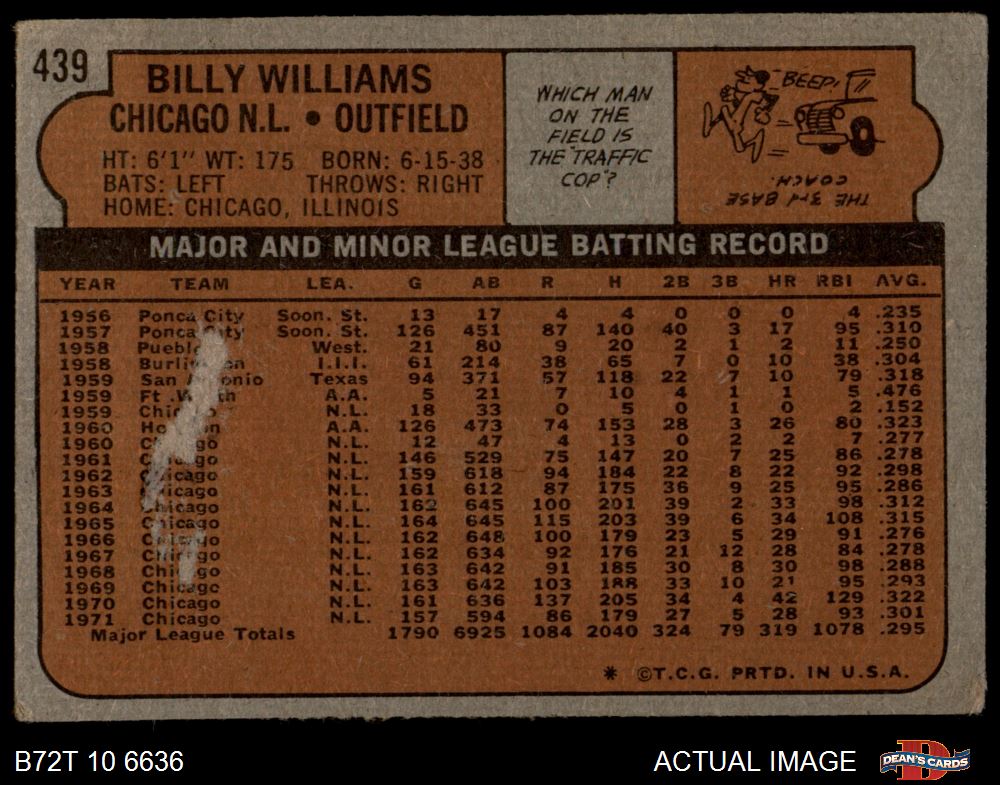 439
BILLY WILLIAMS
CHICAGO N.L. • OUTFIELD
HT: 6'1" WT: 175 BORN: 6-15-38
BATS: LEFT THROWS: RIGHT
HOME: CHICAGO, ILLINOIS
WHICH MAN
ON THE
FIELD IS
THE "TRAFFIC
COP"?
BEEP!
THE 3rd BASE
COACH.
MAJOR AND MINOR LEAGUE BATTING RECORD
YEAR TEAM LEA. G AB R H 2B 3B HR RBI AVG.
1956 Ponca City Soon. St. 13 17 4 4 0 0 0 4 .235
1957 Ponca City Soon. St. 126 451 87 140 40 3 17 95 .310
1958 Pueblo West. 21 80 9 20 2 1 2 11 .250
1958 Burlington I.I.I. 61 214 38 65 7 0 10 38 .304
1959 San Antonio Texas 94 371 57 118 22 7 10 79 .318
1959 Ft. Worth A.A. 5 21 7 10 4 1 1 5 .476
1959 Chicago N.L. 18 33 0 5 0 1 0 2 .152
1960 Houston A.A. 126 473 74 153 28 3 26 80 .323
1960 Chicago N.L. 12 47 4 13 0 2 2 7 .277
1961 Chicago N.L. 146 529 75 147 20 7 25 86 .278
1962 Chicago N.L. 159 618 94 184 22 8 22 92 .298
1963 Chicago N.L. 161 612 87 175 36 9 25 95 .286
1964 Chicago N.L. 162 645 100 201 39 2 33 98 .312
1965 Chicago N.L. 164 645 115 203 39 6 34 108 .315
1966 Chicago N.L. 162 648 100 179 23 5 29 91 .276
1967 Chicago N.L. 162 634 92 176 21 12 28 84 .278
1968 Chicago N.L. 163 642 91 185 30 8 30 98 .288
1969 Chicago N.L. 163 642 103 188 33 10 21 95 .293
1970 Chicago N.L. 161 636 137 205 34 4 42 129 .322
1971 Chicago N.L. 157 594 86 179 27 5 28 93 .301
Major League Totals 1790 6925 1084 2040 324 79 319 1078 .295
* ©T.C.G. PRTD. IN U.S.A.
B72T 10 6636
ACTUAL IMAGE
DEAN'S CARDS